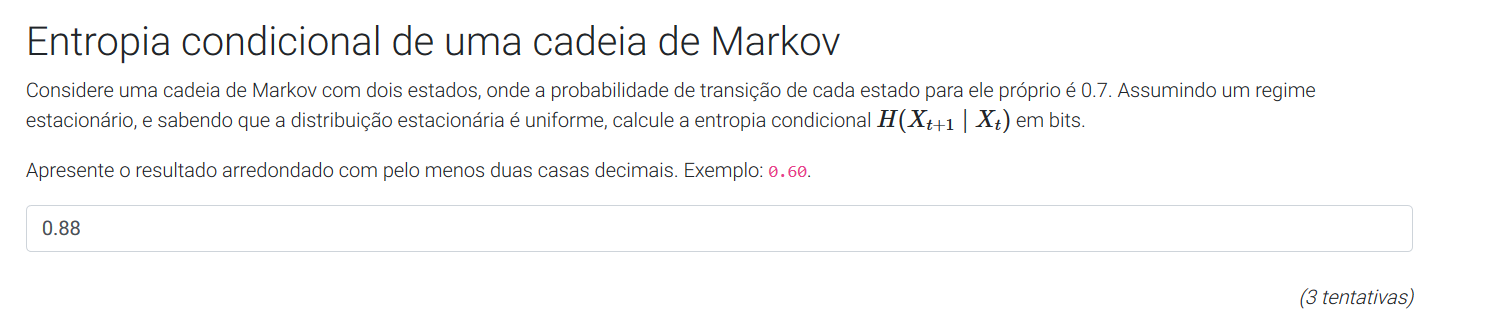 Entropia condicional de uma cadeia de Markov
Considere uma cadeia de Markov com dois estados, onde a probabilidade de transição de cada estado para ele próprio é 0.7. Assumindo um regime
estacionário, e sabendo que a distribuição estacionária é uniforme, calcule a entropia condicional H(X_{t+1} | X_t) em bits.
Apresente o resultado arredondado com pelo menos duas casas decimais. Exemplo: 0.60.
0.88
(3 tentativas)